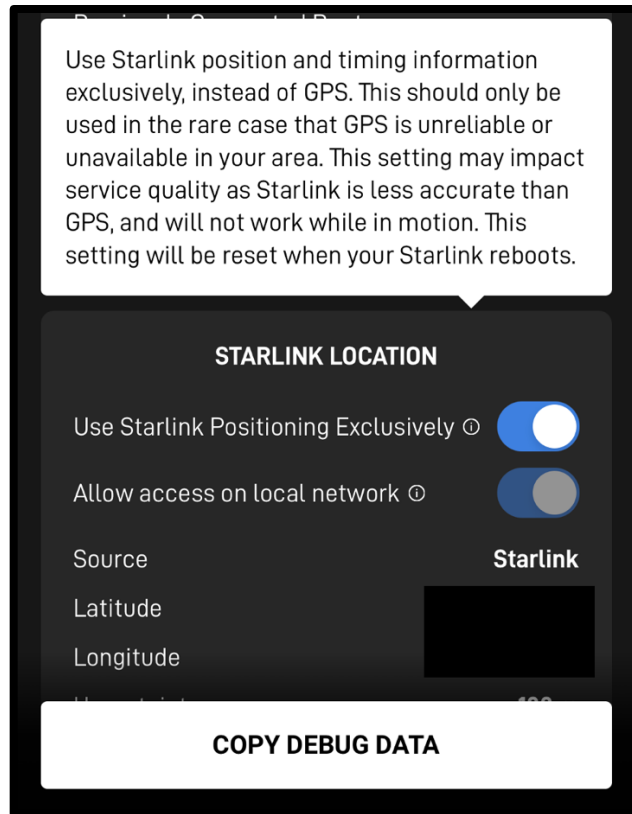 Use Starlink position and timing information
exclusively, instead of GPS. This should only be
used in the rare case that GPS is unreliable or
unavailable in your area. This setting may impact
service quality as Starlink is less accurate than
GPS, and will not work while in motion. This
setting will be reset when your Starlink reboots.
STARLINK LOCATION
Use Starlink Positioning Exclusively
Allow access on local network
Source Starlink
Latitude
Longitude
COPY DEBUG DATA